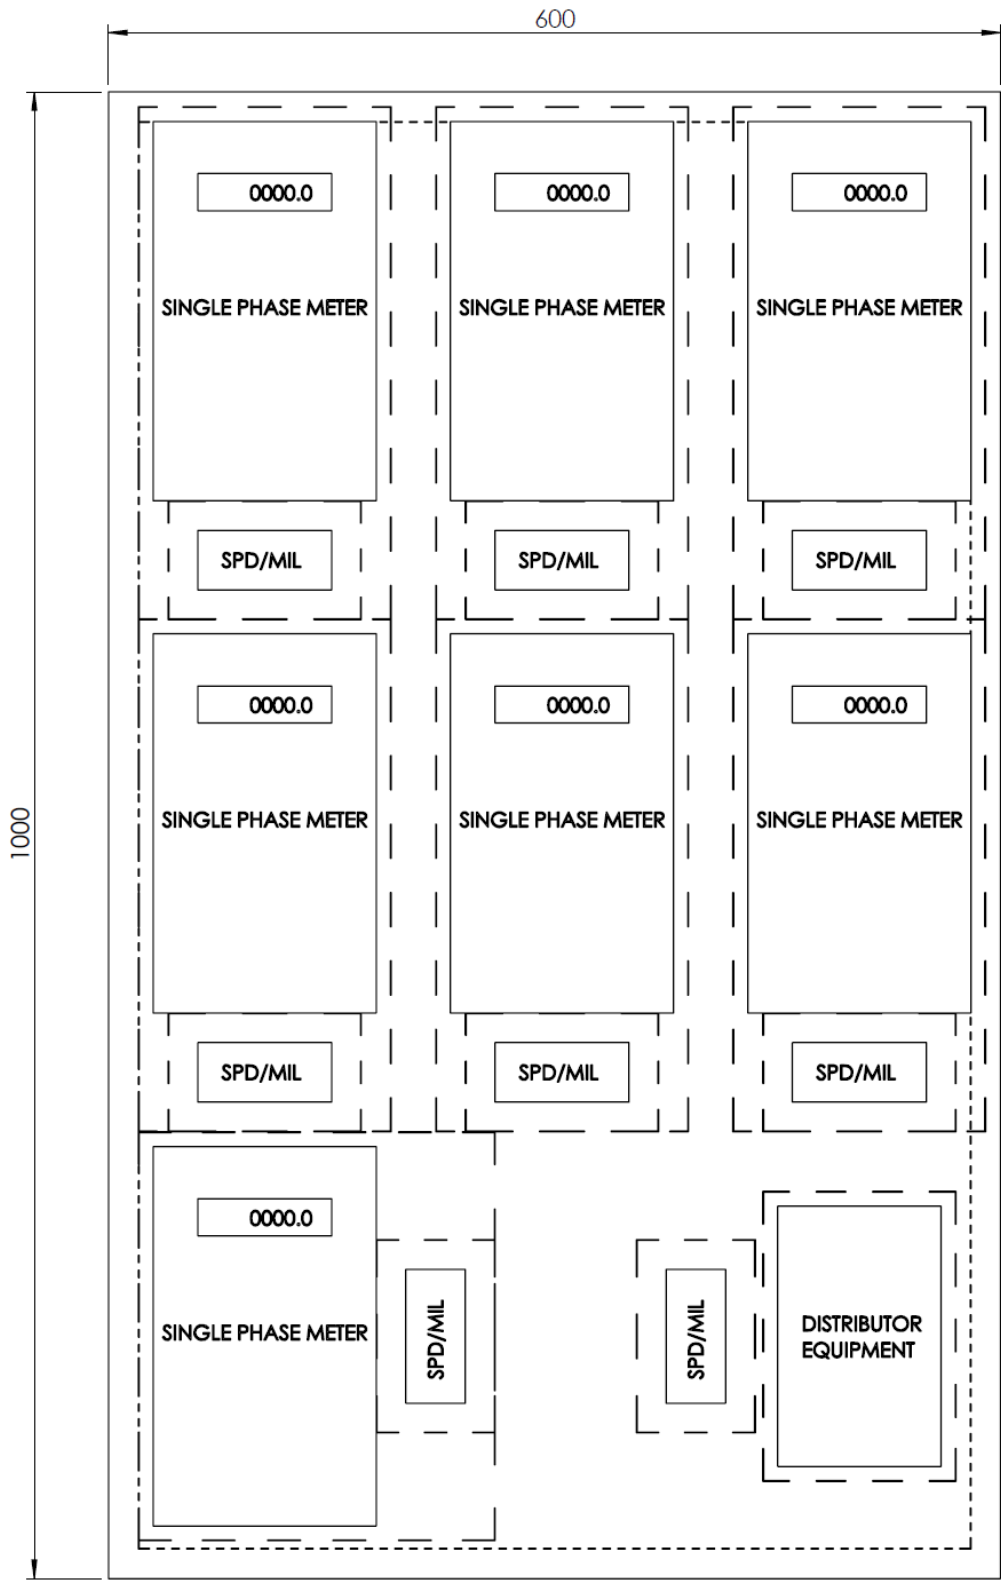 600
1000
0000.0
0000.0
0000.0
SINGLE PHASE METER
SINGLE PHASE METER
SINGLE PHASE METER
SPD/MIL
SPD/MIL
SPD/MIL
0000.0
0000.0
0000.0
SINGLE PHASE METER
SINGLE PHASE METER
SINGLE PHASE METER
SPD/MIL
SPD/MIL
SPD/MIL
0000.0
SINGLE PHASE METER
SPD/MIL
SPD/MIL
DISTRIBUTOR
EQUIPMENT